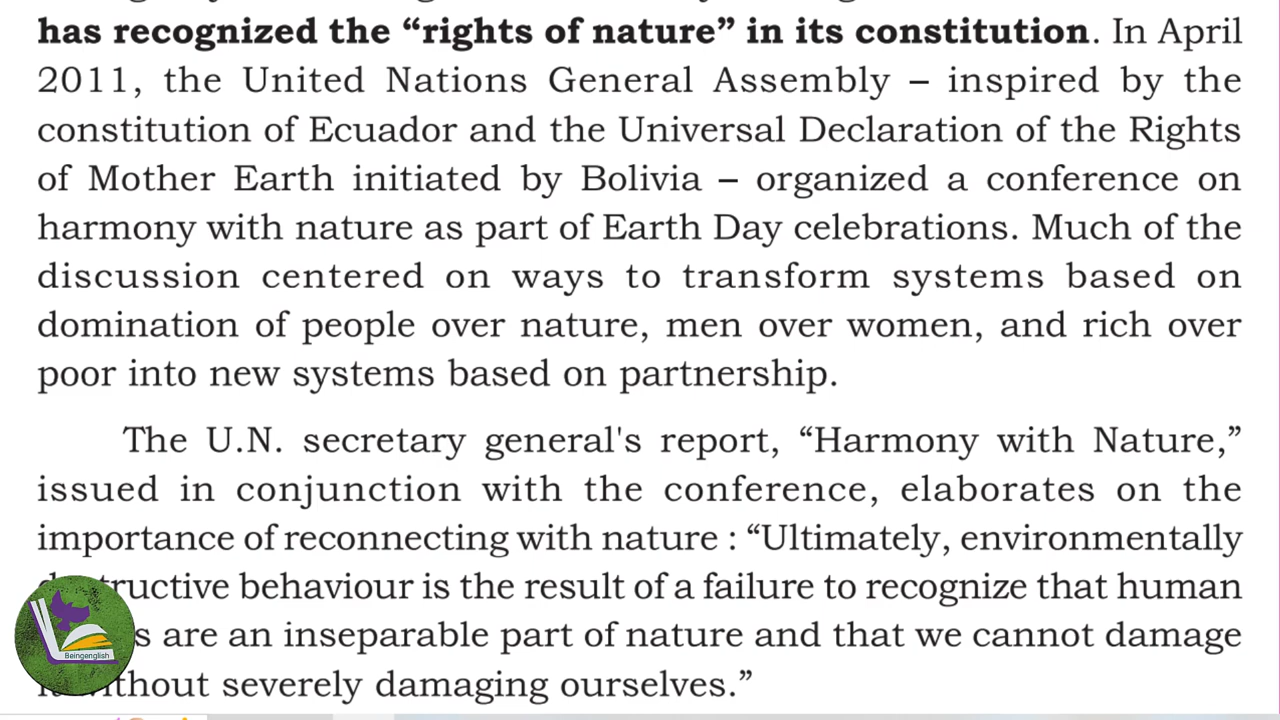 has recognized the “rights of nature” in its constitution. In April
2011, the United Nations General Assembly – inspired by the
constitution of Ecuador and the Universal Declaration of the Rights
of Mother Earth initiated by Bolivia – organized a conference on
harmony with nature as part of Earth Day celebrations. Much of the
discussion centered on ways to transform systems based on
domination of people over nature, men over women, and rich over
poor into new systems based on partnership.
The U.N. secretary general's report, “Harmony with Nature,”
issued in conjunction with the conference, elaborates on the
importance of reconnecting with nature : “Ultimately, environmentally
behaviour is the result of a failure to recognize that human
are an inseparable part of nature and that we cannot damage
without severely damaging ourselves.”
Beingenglish